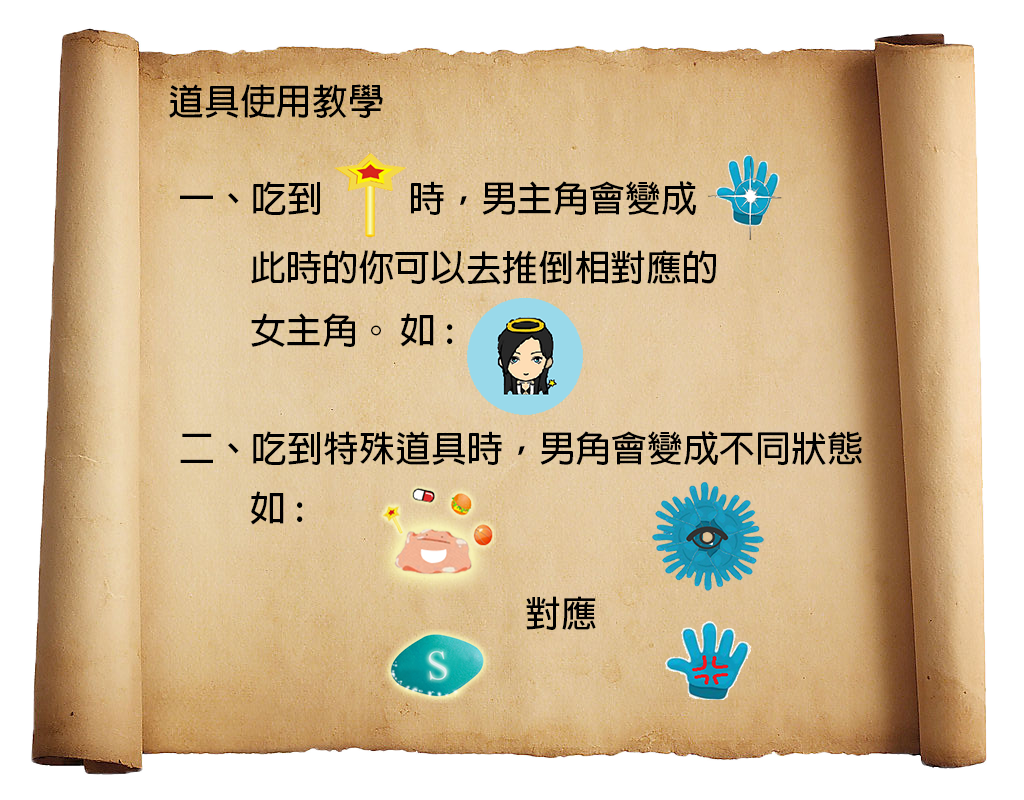 道具使用教學
一、吃到 時，男主角會變成
此時的你可以去推倒相對應的
女主角。如：
二、吃到特殊道具時，男角會變成不同狀態
如：
對應
S